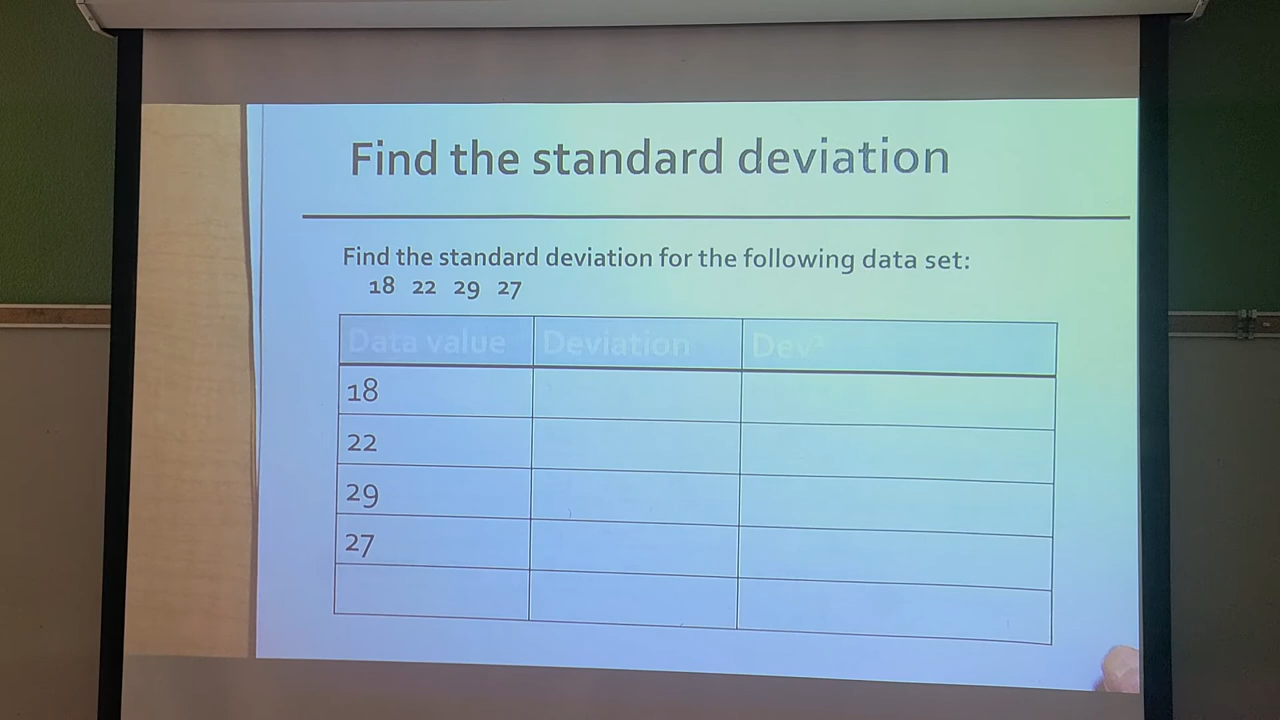 Find the standard deviation
Find the standard deviation for the following data set:
18 22 29 27
Data value Deviation Dev²
18
22
29
27